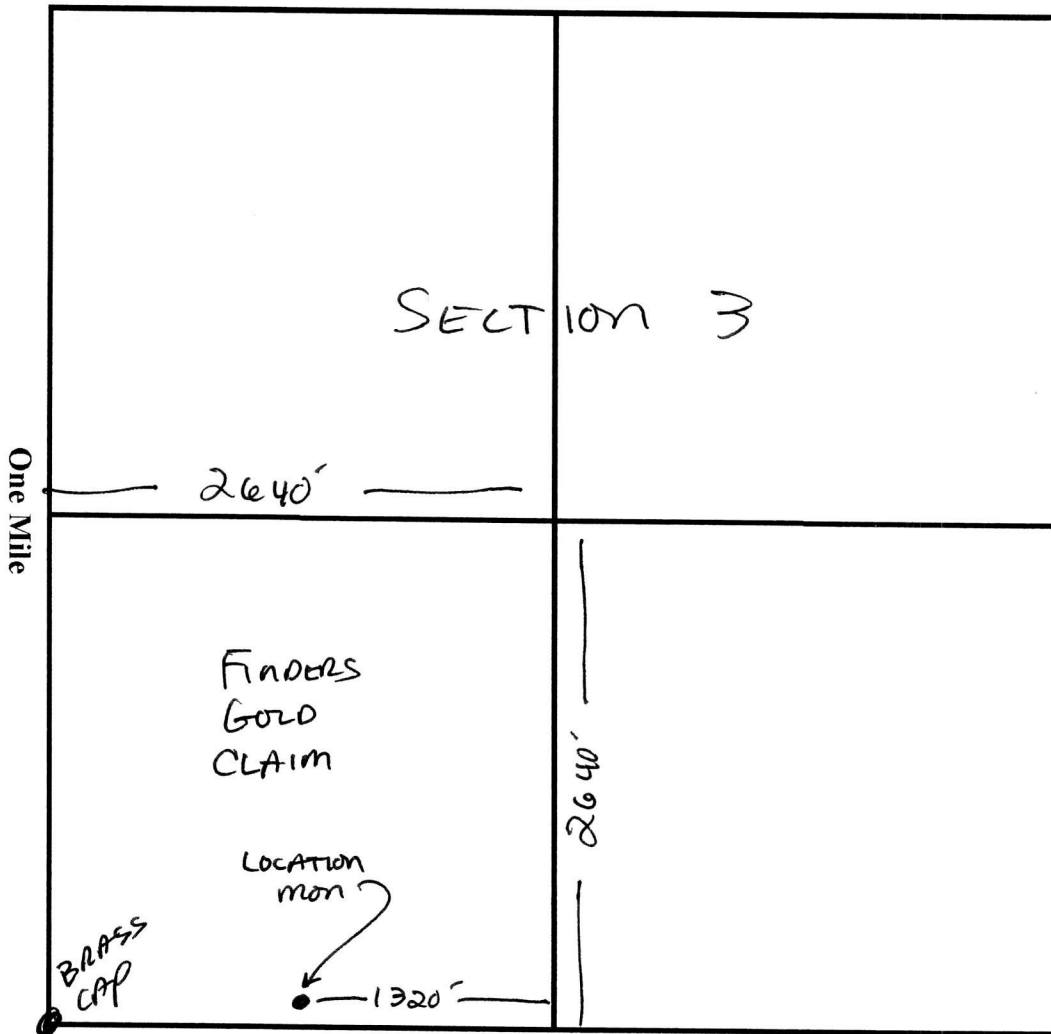 SECTION 3
One Mile
2640'
FINDERS
GOLD
CLAIM
2640'
LOCATION
MON
BRASS
CAP
1320'